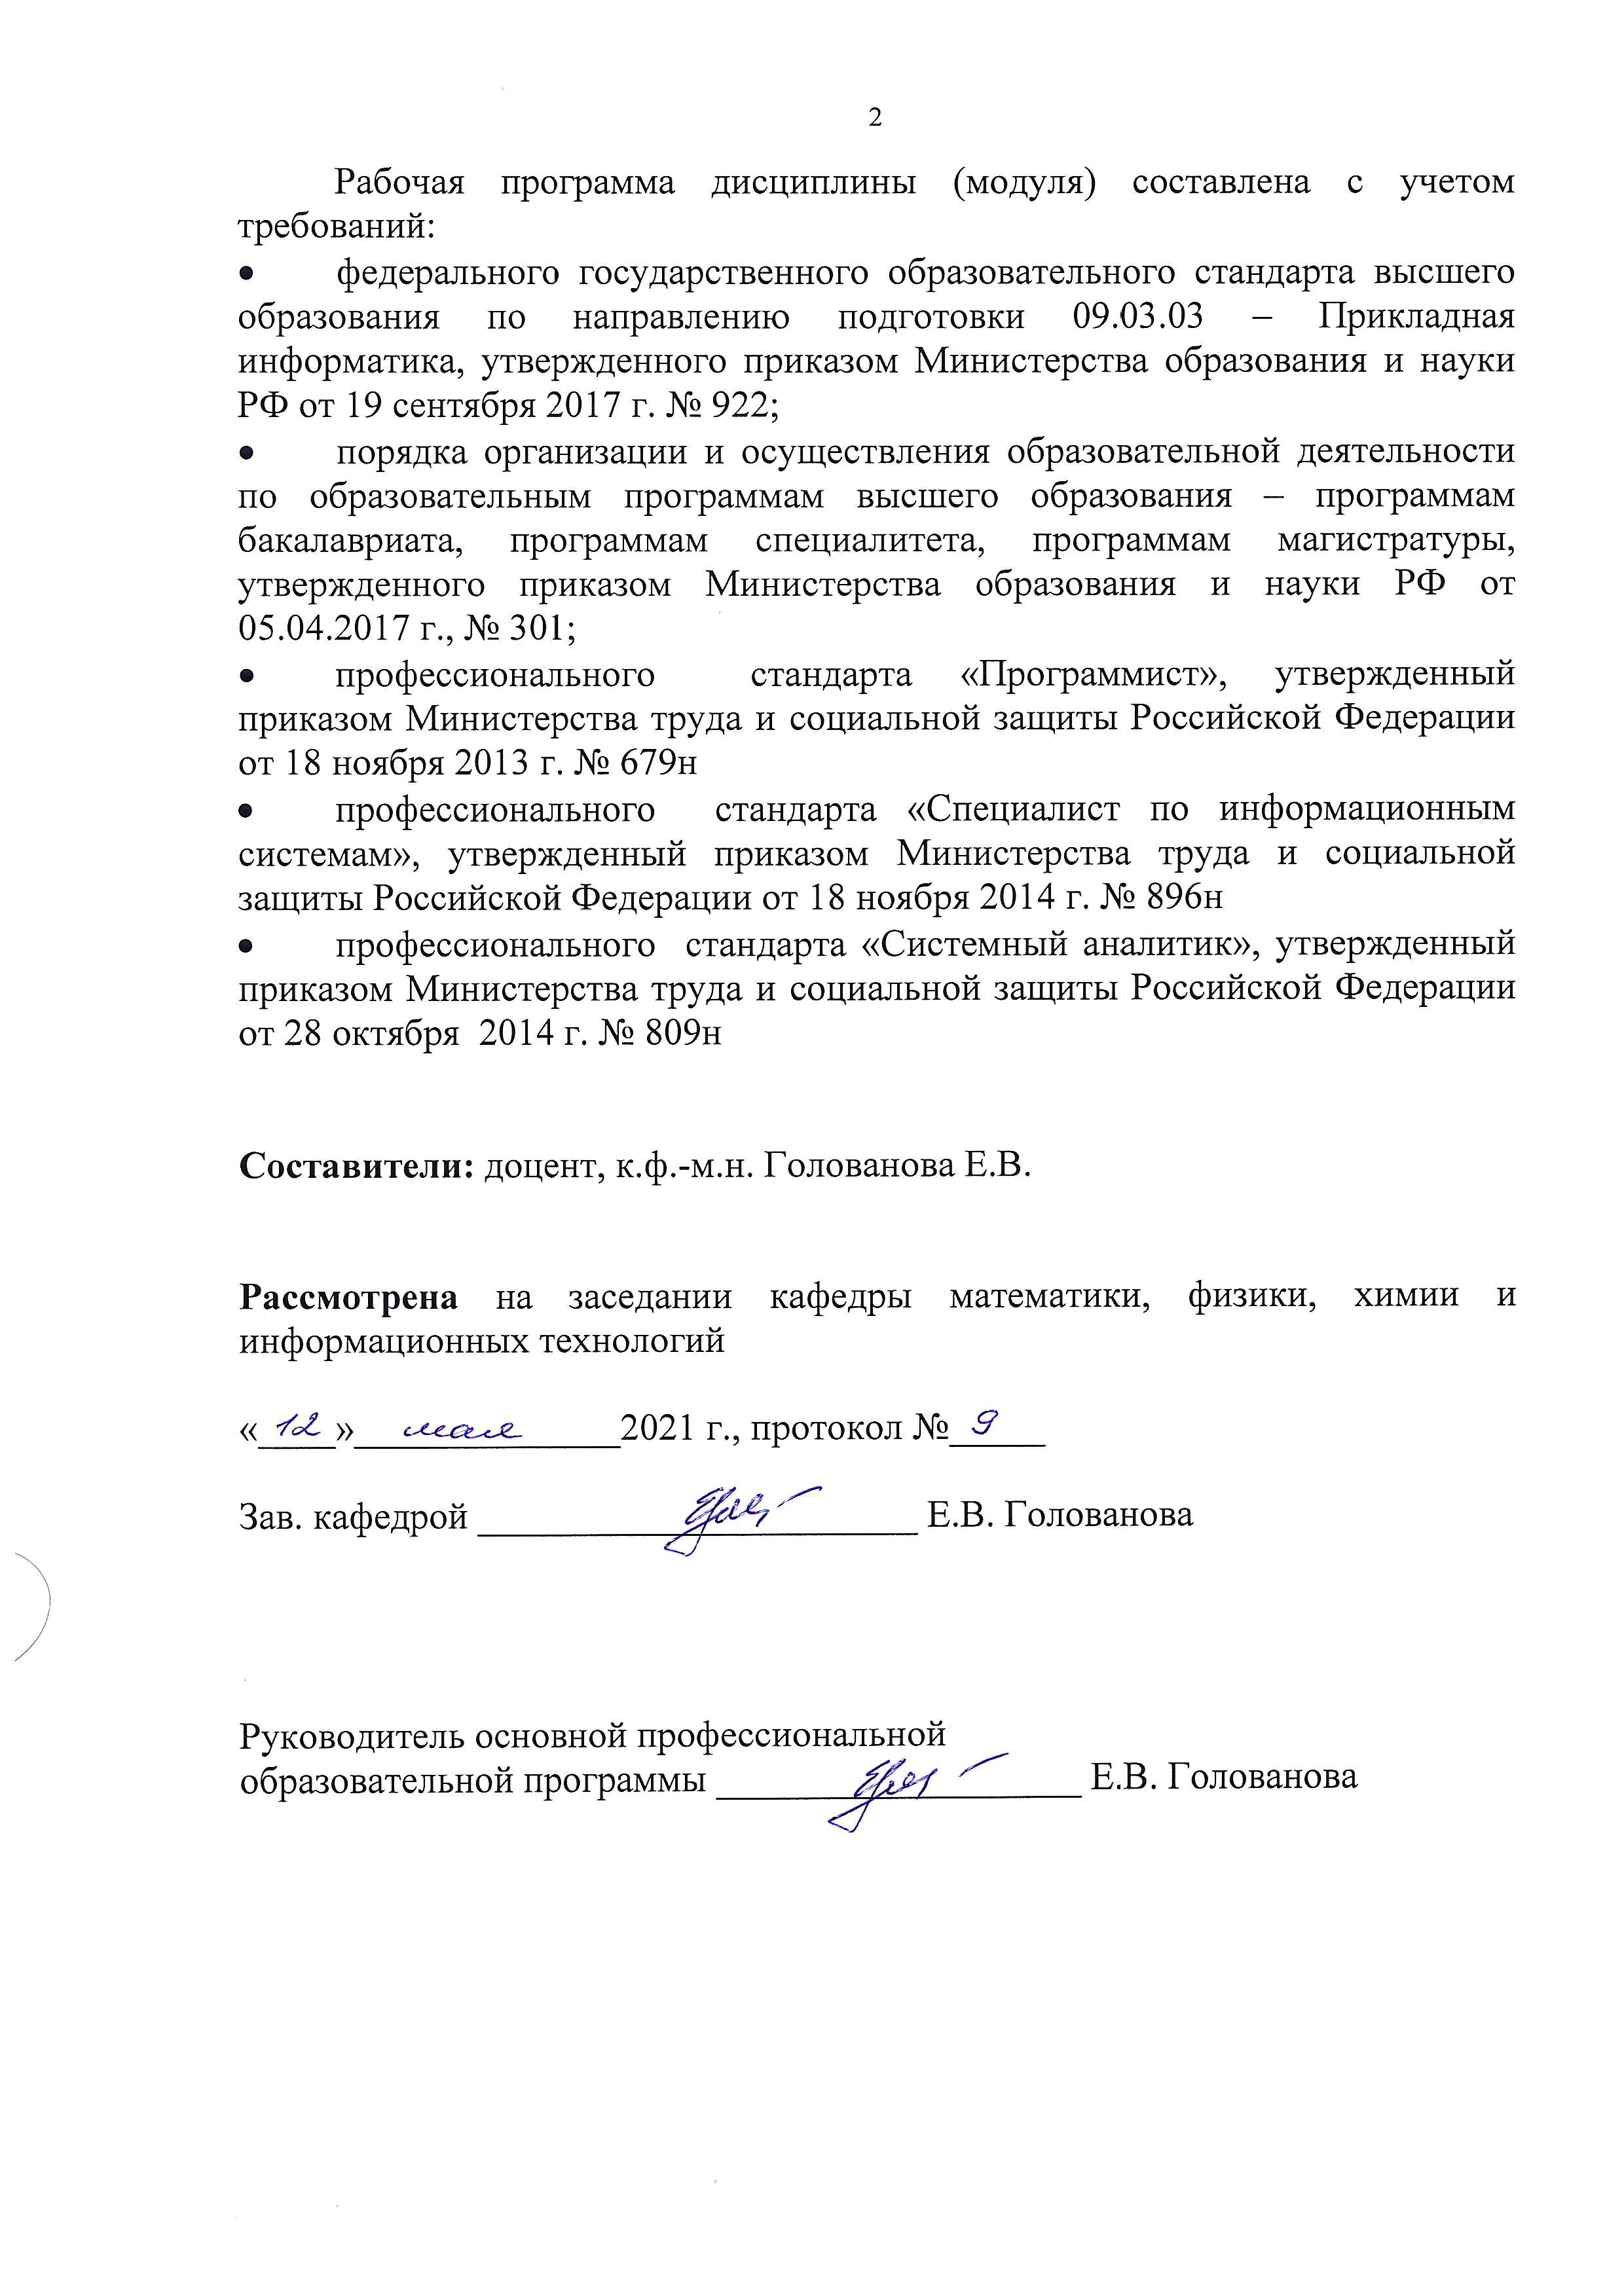 2
Рабочая программа дисциплины (модуля) составлена с учетом
требований:
• федерального государственного образовательного стандарта высшего
образования по направлению подготовки 09.03.03 – Прикладная
информатика, утвержденного приказом Министерства образования и науки
РФ от 19 сентября 2017 г. № 922;
• порядка организации и осуществления образовательной деятельности
по образовательным программам высшего образования – программам
бакалавриата, программам специалитета, программам магистратуры,
утвержденного приказом Министерства образования и науки РФ от
05.04.2017 г., № 301;
• профессионального стандарта «Программист», утвержденный
приказом Министерства труда и социальной защиты Российской Федерации
от 18 ноября 2013 г. № 679н
• профессионального стандарта «Специалист по информационным
системам», утвержденный приказом Министерства труда и социальной
защиты Российской Федерации от 18 ноября 2014 г. № 896н
• профессионального стандарта «Системный аналитик», утвержденный
приказом Министерства труда и социальной защиты Российской Федерации
от 28 октября 2014 г. № 809н
Составители: доцент, к.ф.-м.н. Голованова Е.В.
Рассмотрена на заседании кафедры математики, физики, химии и
информационных технологий
«12» мая 2021 г., протокол № 9
Зав. кафедрой Е.В. Голованова
Руководитель основной профессиональной
образовательной программы Е.В. Голованова